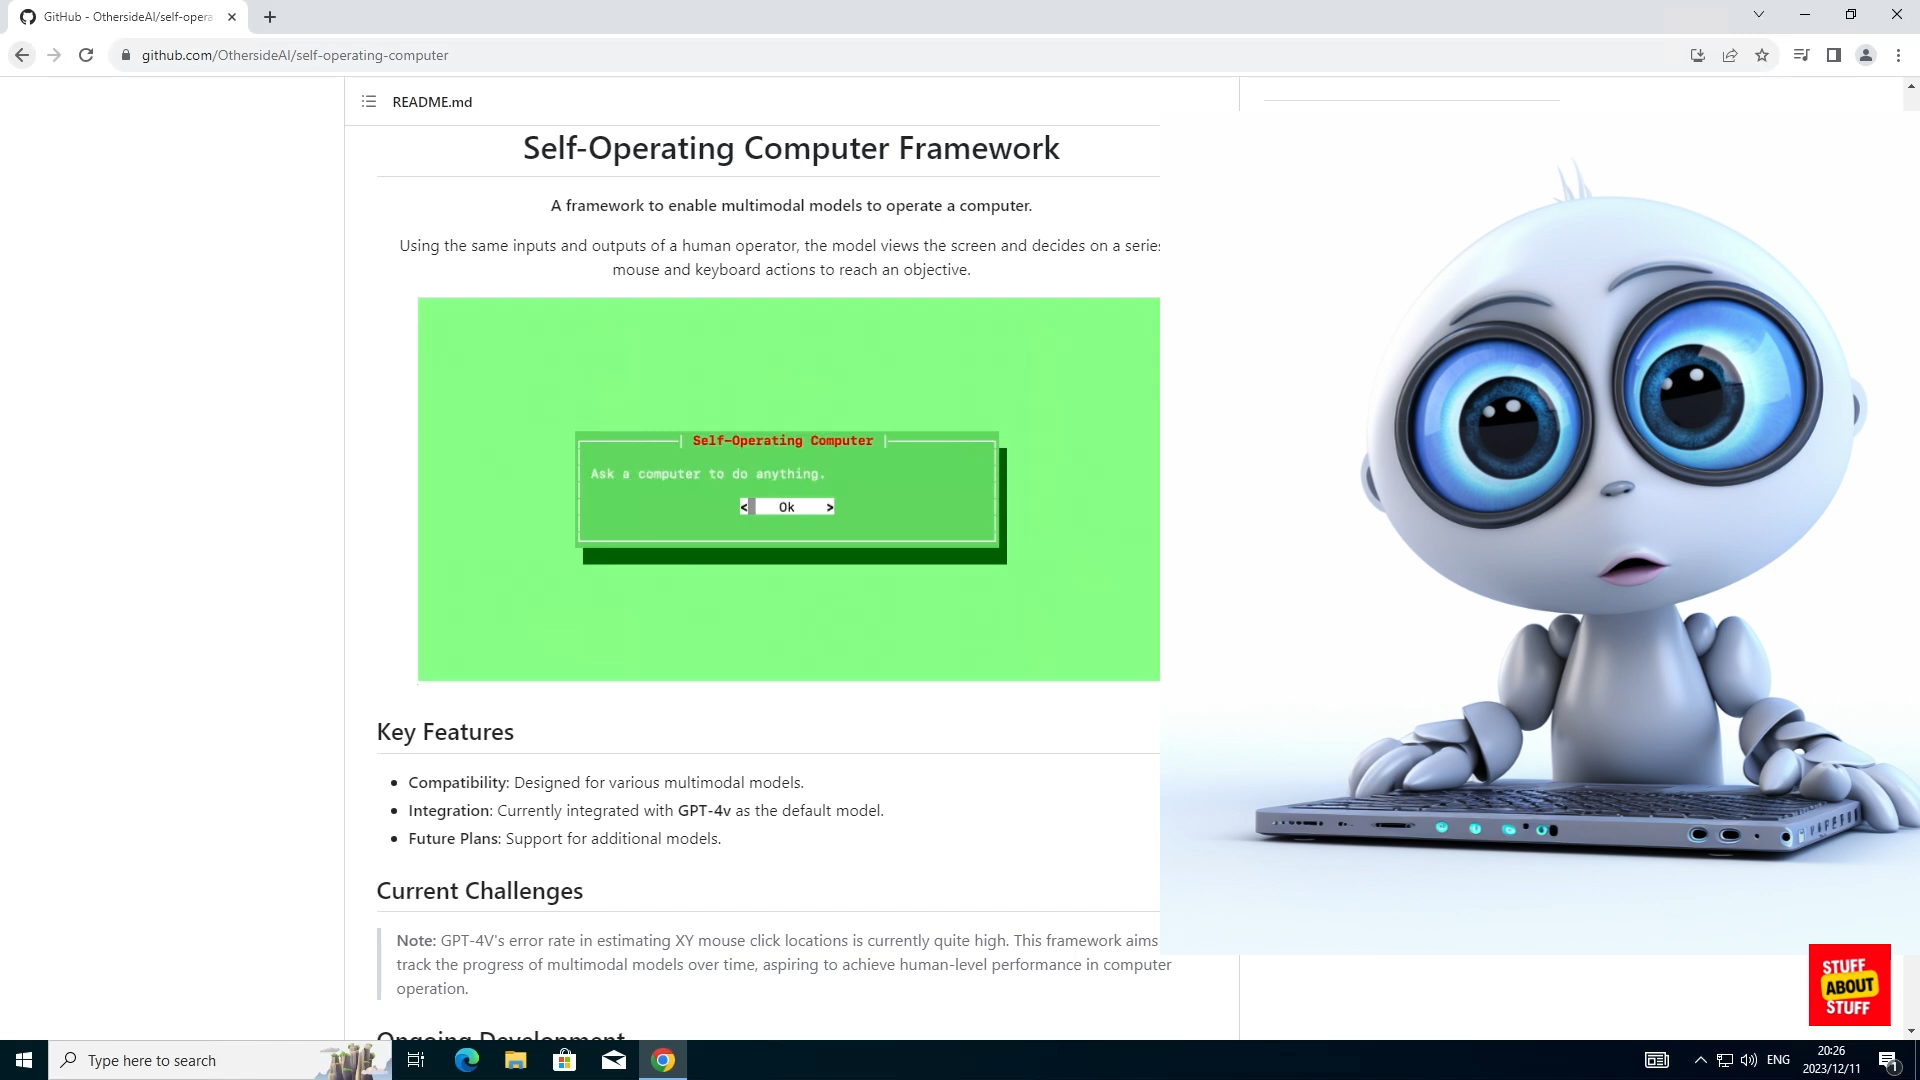 GitHub - OthersideAI/self-opera
github.com/OthersideAI/self-operating-computer
README.md
Self-Operating Computer Framework
A framework to enable multimodal models to operate a computer.
Using the same inputs and outputs of a human operator, the model views the screen and decides on a serie
mouse and keyboard actions to reach an objective.
Self-Operating Computer
Ask a computer to do anything.
< Ok >
Key Features
• Compatibility: Designed for various multimodal models.
• Integration: Currently integrated with GPT-4v as the default model.
• Future Plans: Support for additional models.
Current Challenges
Note: GPT-4V's error rate in estimating XY mouse click locations is currently quite high. This framework aims
track the progress of multimodal models over time, aspiring to achieve human-level performance in computer
operation.
Ongoing Development
STUFF
ABOUT
STUFF
Type here to search
ENG
20:26
2023/12/11
1